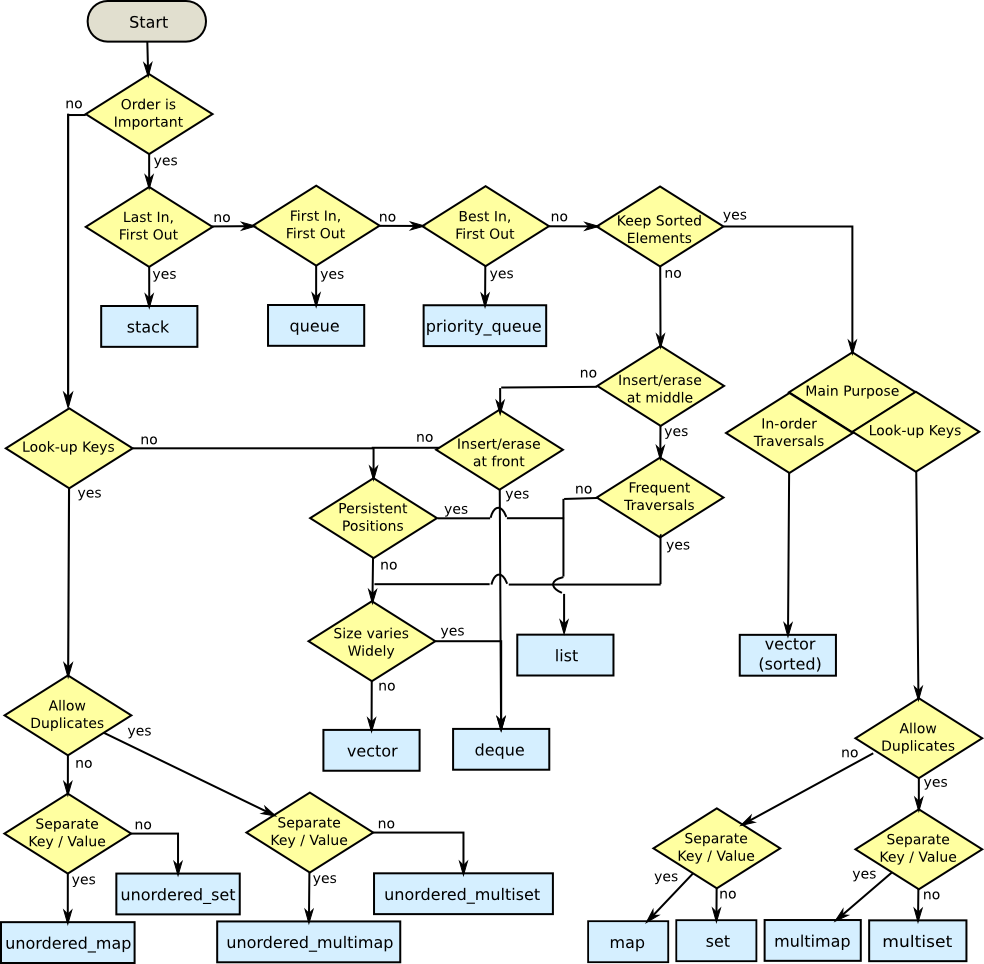 Start
no
Order is
Important
yes
Last In,
First Out
no
First In,
First Out
no
Best In,
First Out
no
Keep Sorted
Elements
yes
yes
yes
yes
no
stack
queue
priority_queue
no
Insert/erase
at middle
Main Purpose
In-order
Traversals
Look-up Keys
yes
Look-up Keys
no
no
Insert/erase
at front
yes
yes
no
Frequent
Traversals
Persistent
Positions
yes
yes
no
Size varies
Widely
yes
no
list
vector
(sorted)
vector
deque
Allow
Duplicates
yes
no
Allow
Duplicates
no
yes
Separate
Key / Value
no
yes
Separate
Key / Value
no
yes
Separate
Key / Value
yes
no
Separate
Key / Value
yes
no
unordered_set
unordered_multiset
unordered_map
unordered_multimap
map
set
multimap
multiset